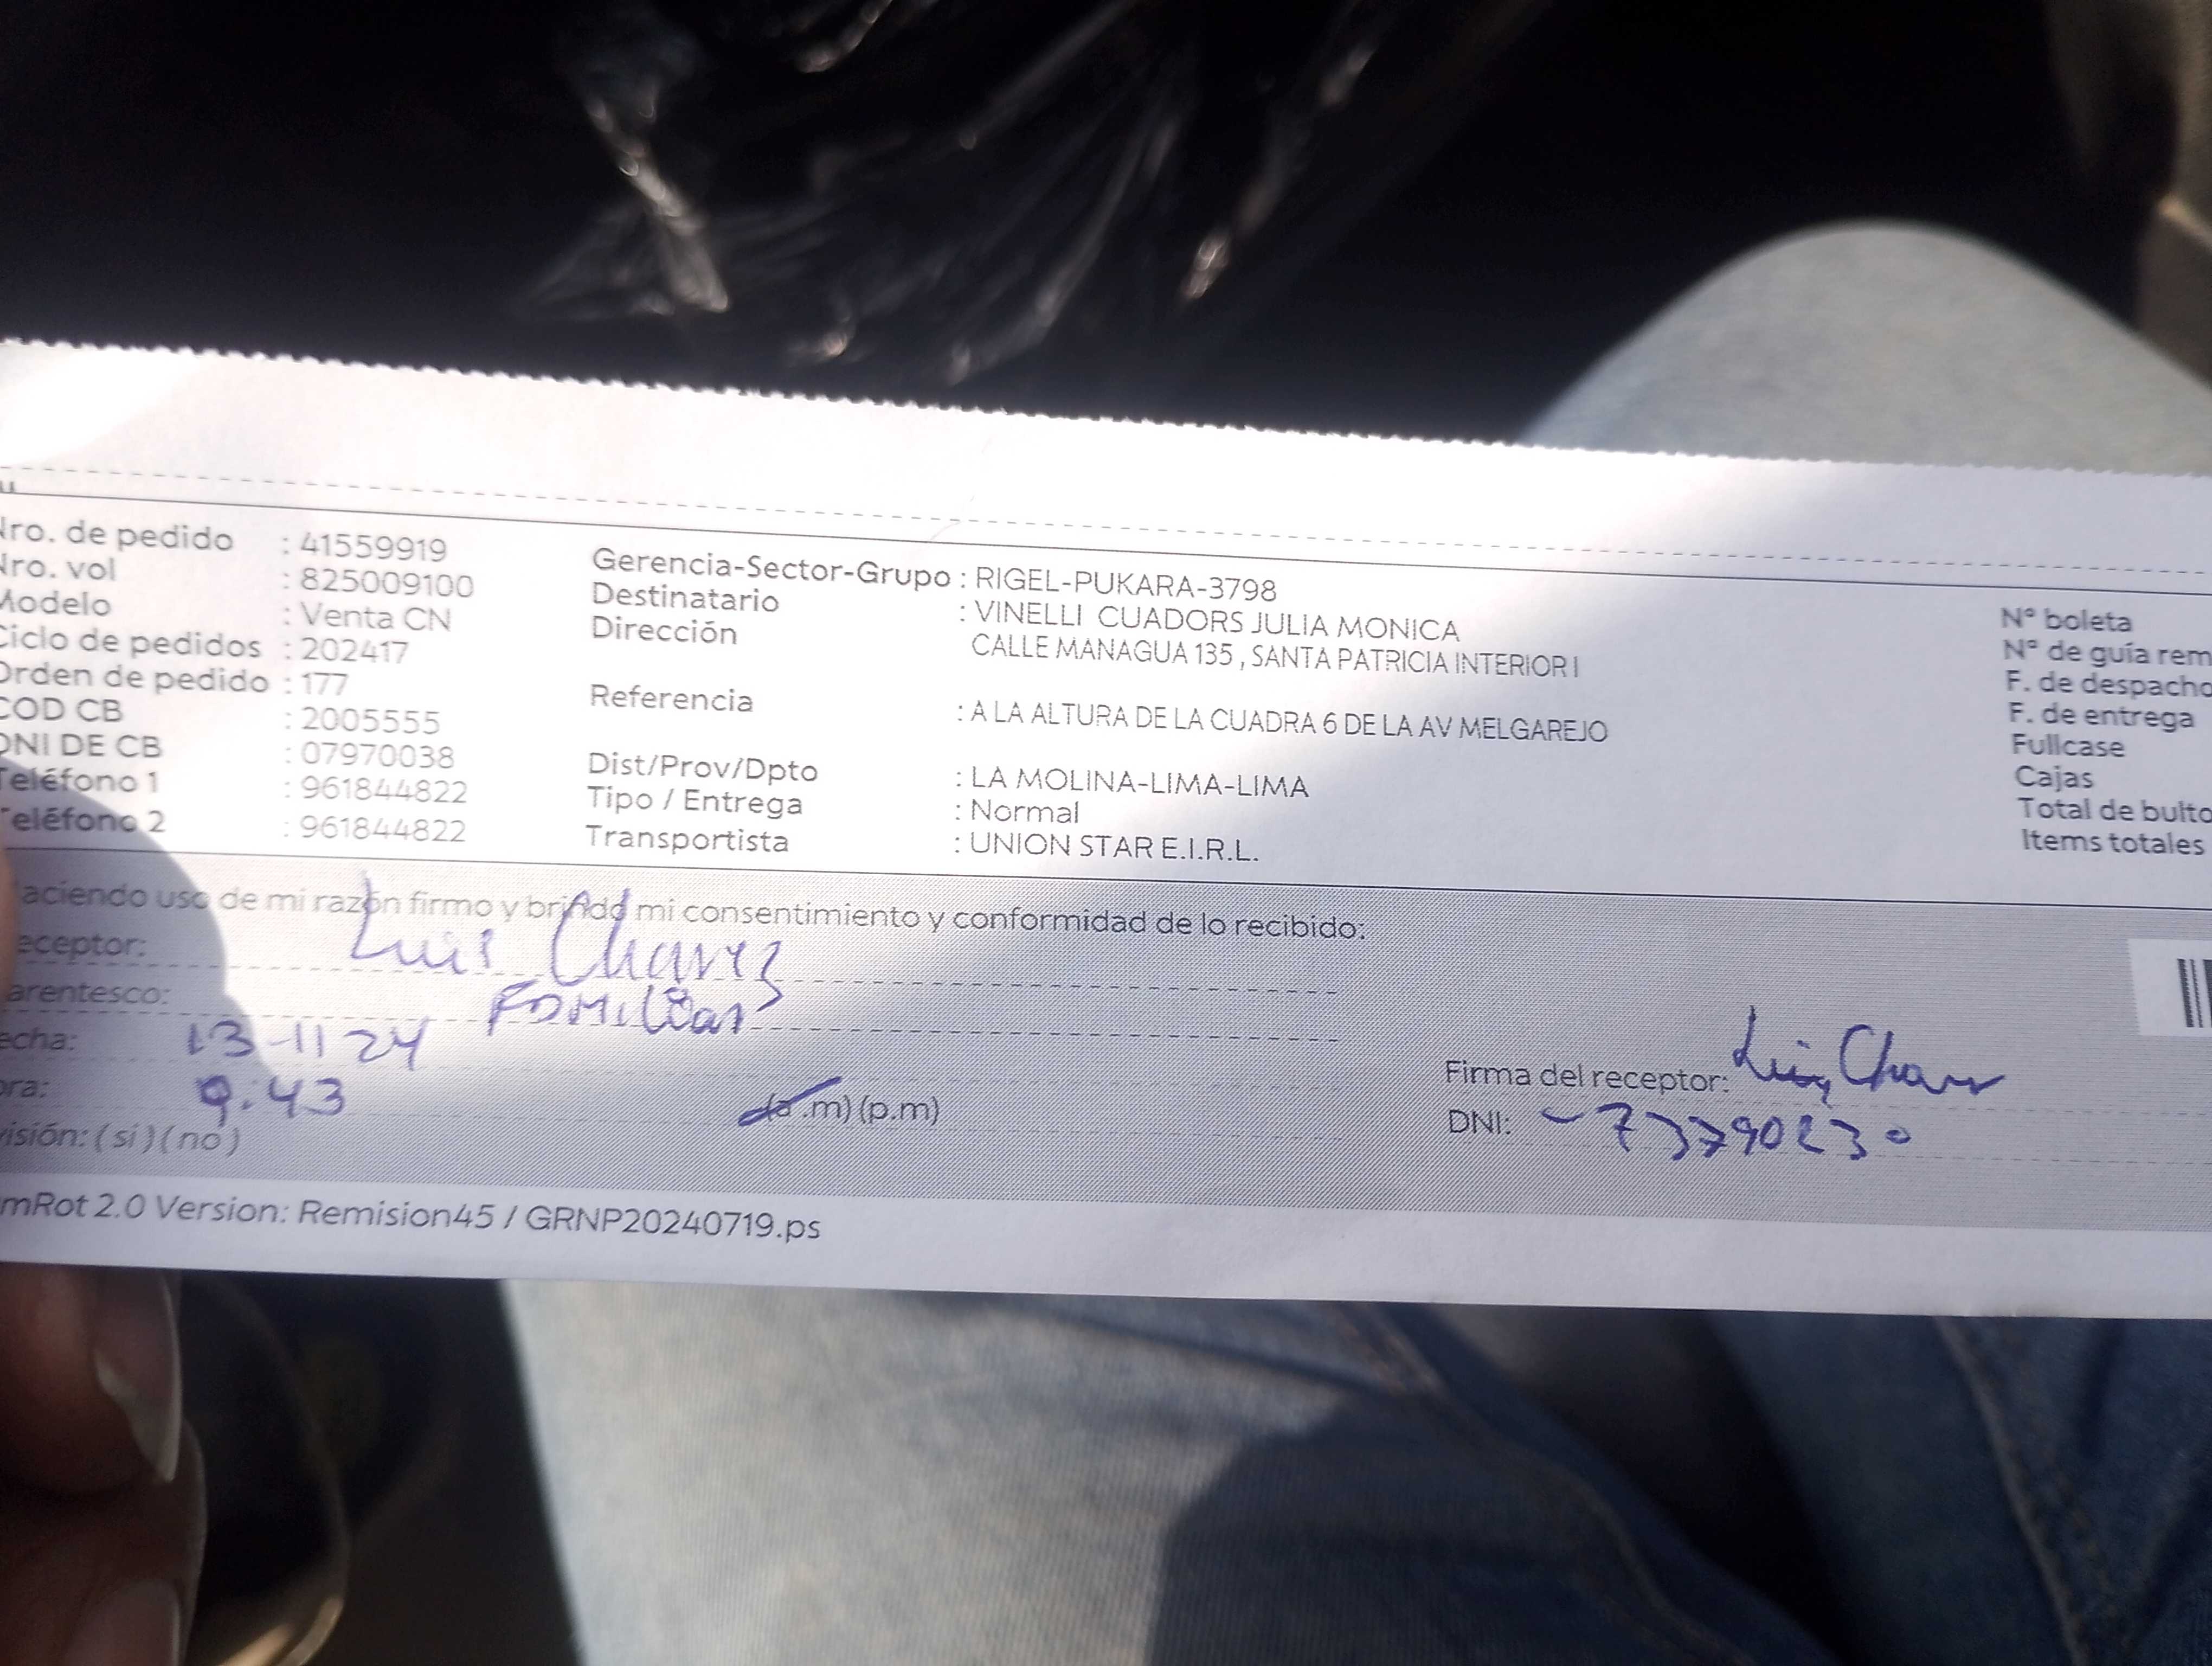 Nro. de pedido : 41559919
Nro. vol : 825009100
Modelo : Venta CN
Ciclo de pedidos : 202417
Orden de pedido : 177
COD CB : 2005555
DNI DE CB : 07970038
Teléfono 1 : 961844822
Teléfono 2 : 961844822
Gerencia-Sector-Grupo : RIGEL-PUKARA-3798
Destinatario : VINELLI CUADORS JULIA MONICA
Dirección CALLE MANAGUA 135 , SANTA PATRICIA INTERIOR I
Referencia : A LA ALTURA DE LA CUADRA 6 DE LA AV MELGAREJO
Dist/Prov/Dpto : LA MOLINA-LIMA-LIMA
Tipo / Entrega : Normal
Transportista : UNION STAR E.I.R.L.
N° boleta
N° de guía rem
F. de despacho
F. de entrega
Fullcase
Cajas
Total de bulto
Items totales
aciendo uso de mi razón firmo y brindo mi consentimiento y conformidad de lo recibido:
eceptor: Luis Chavez
arentesco: FAMiliar
echa: 13-11 24
ora: 9:43 (a.m) (p.m)
visión: (si) (no)
Firma del receptor: Luis Chavez
DNI:
mRot 2.0 Version: Remision45 / GRNP20240719.ps